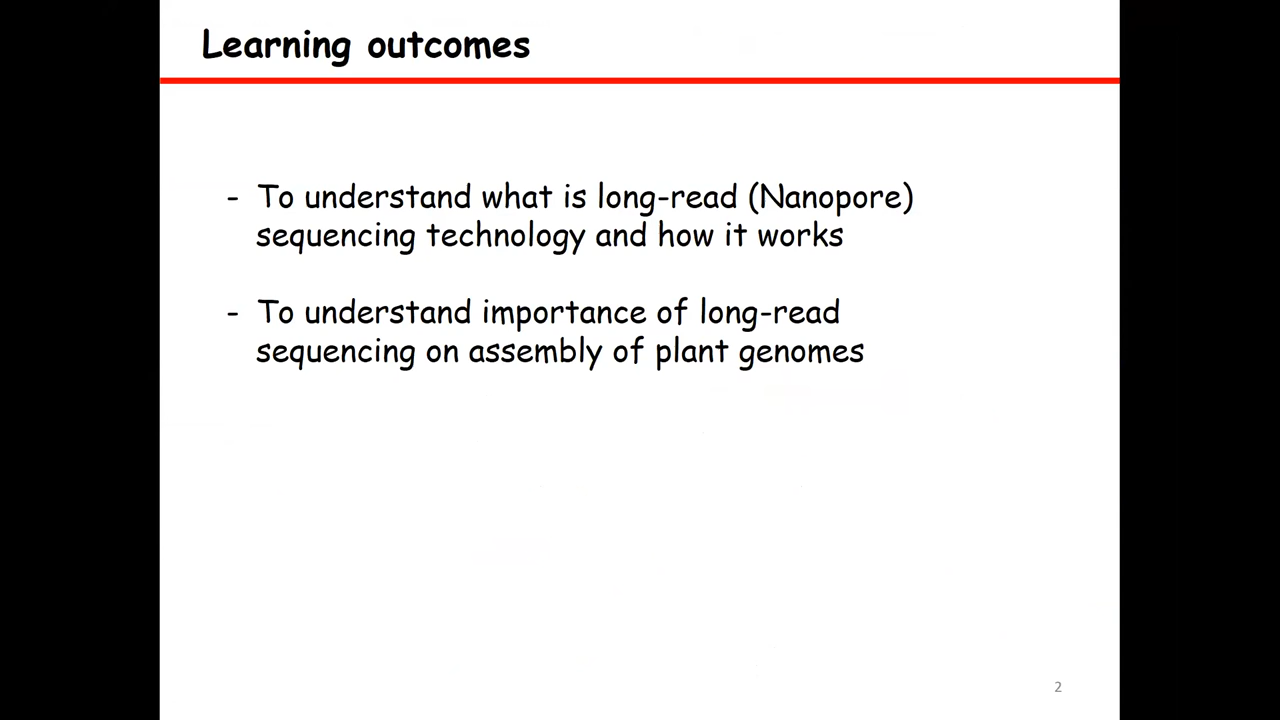 Learning outcomes
- To understand what is long-read (Nanopore)
sequencing technology and how it works
- To understand importance of long-read
sequencing on assembly of plant genomes
2